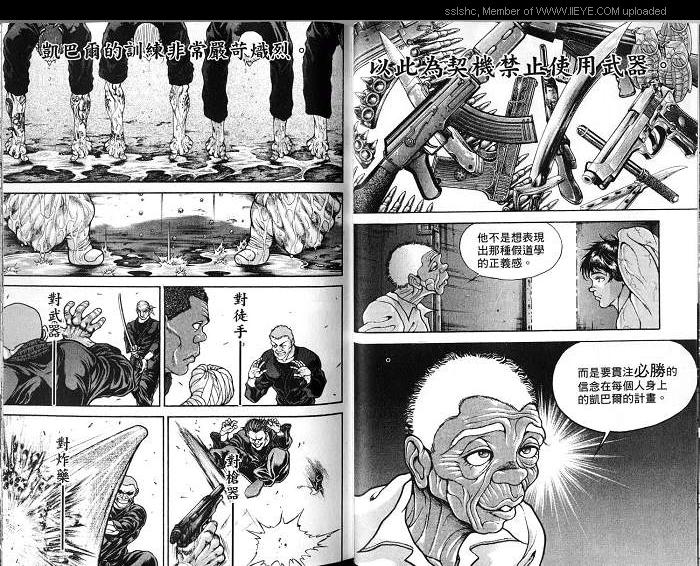 sslshc, Member of WWW.IIEYE.COM uploaded
以此為契機禁止使用武器。
他不是想表現
出那種假道學
的正義感。
而是要貫注必勝的
信念在每個人身上
的凱巴爾的計畫。
凱巴爾的訓練非常嚴苛熾烈。
對徒手——
對武器——
對槍器——
對炸藥——